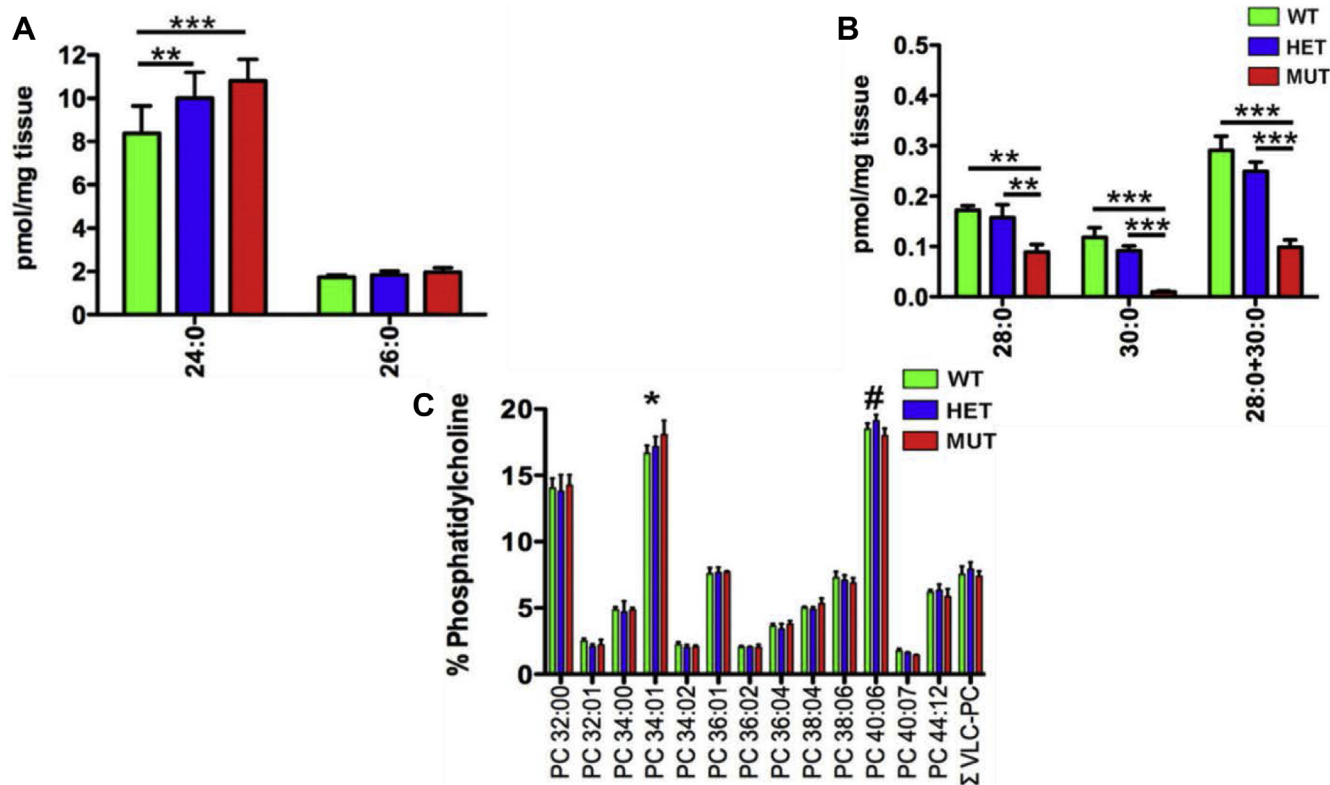 A
***
**
12
10
8
6
4
2
0
pmol/mg tissue
24:0
26:0
B
WT
HET
MUT
0.5
0.4
0.3
0.2
0.1
0.0
pmol/mg tissue
**
**
***
***
***
***
28:0
30:0
28:0+30:0
C
WT
HET
MUT
*
#
20
15
10
5
0
% Phosphatidylcholine
PC 32:00
PC 32:01
PC 34:00
PC 34:01
PC 34:02
PC 36:01
PC 36:02
PC 36:04
PC 38:04
PC 38:06
PC 40:06
PC 40:07
PC 44:12
Σ VLC-PC